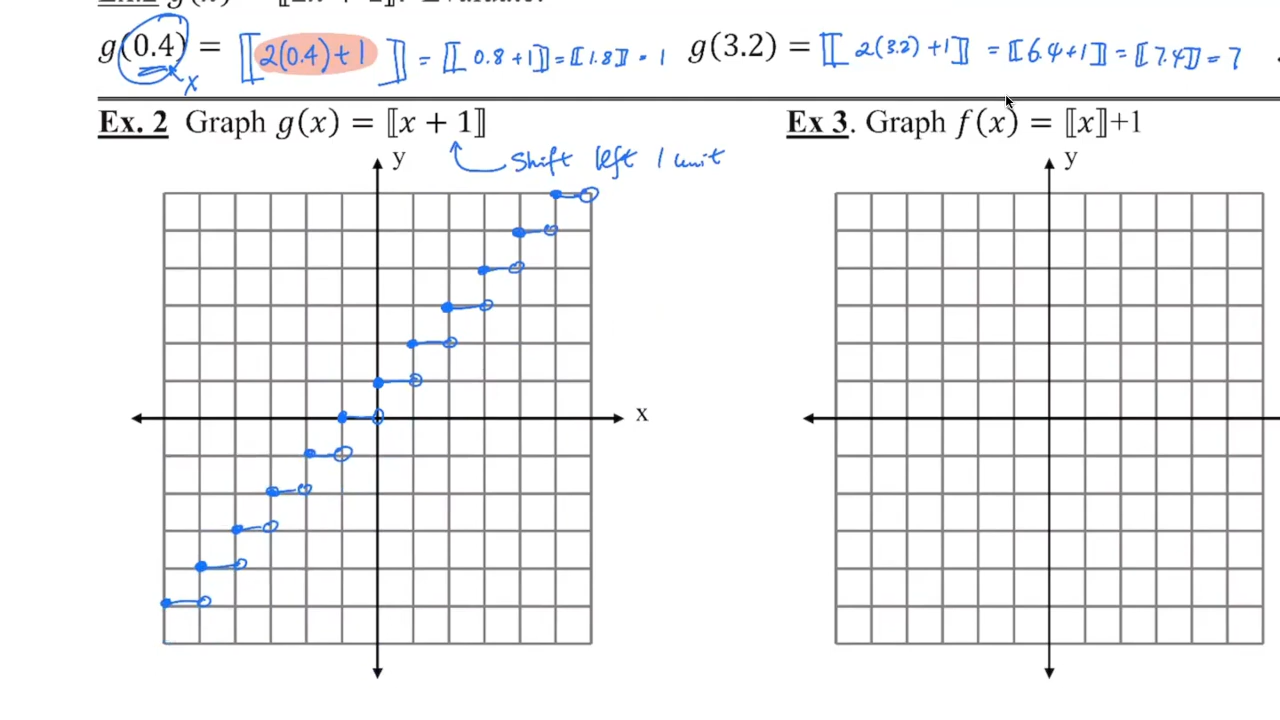 g(0.4) = ⟦2(0.4)+1⟧ = ⟦0.8+1⟧=⟦1.8⟧ = 1
x
g(3.2) = ⟦2(3.2)+1⟧ = ⟦6.4+1⟧ = ⟦7.4⟧ = 7
Ex. 2 Graph g(x) = ⟦x + 1⟧
shift left 1 unit
y
x
Ex 3. Graph f(x) = ⟦x⟧+1
y